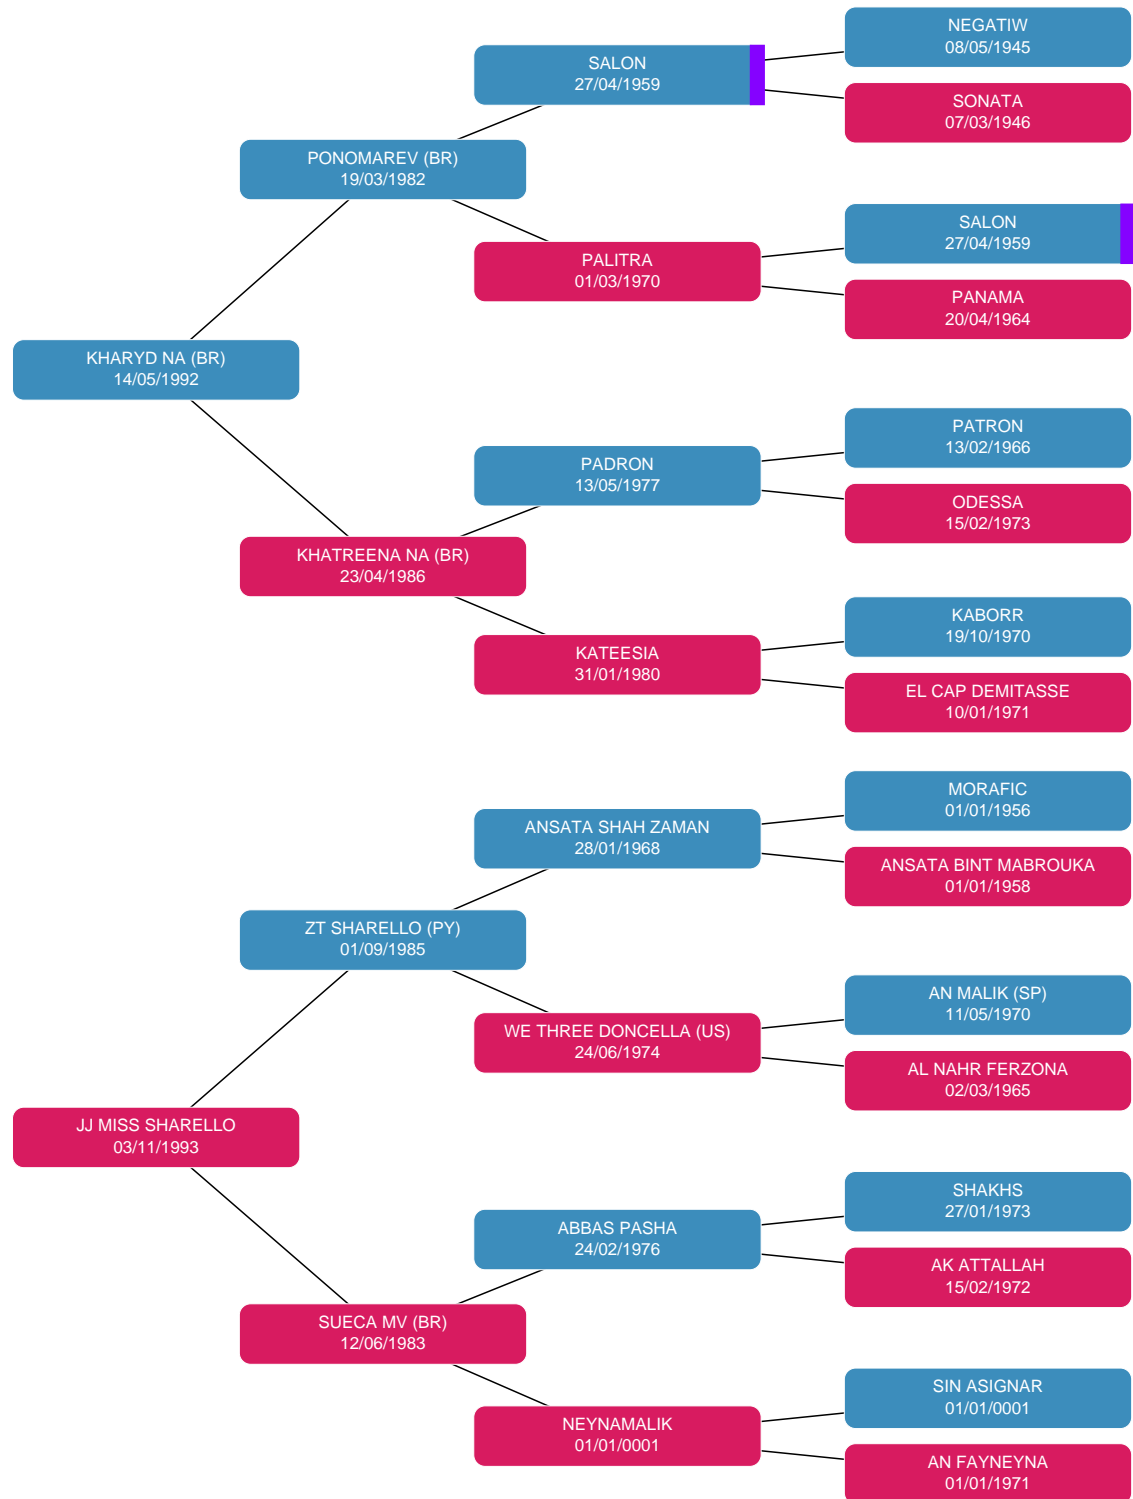 NEGATIW
08/05/1945
SALON
27/04/1959
SONATA
07/03/1946
PONOMAREV (BR)
19/03/1982
SALON
27/04/1959
PALITRA
01/03/1970
PANAMA
20/04/1964
KHARYD NA (BR)
14/05/1992
PATRON
13/02/1966
PADRON
13/05/1977
ODESSA
15/02/1973
KHATREENA NA (BR)
23/04/1986
KABORR
19/10/1970
KATEESIA
31/01/1980
EL CAP DEMITASSE
10/01/1971
MORAFIC
01/01/1956
ANSATA SHAH ZAMAN
28/01/1968
ANSATA BINT MABROUKA
01/01/1958
ZT SHARELLO (PY)
01/09/1985
AN MALIK (SP)
11/05/1970
WE THREE DONCELLA (US)
24/06/1974
AL NAHR FERZONA
02/03/1965
JJ MISS SHARELLO
03/11/1993
SHAKHS
27/01/1973
ABBAS PASHA
24/02/1976
AK ATTALLAH
15/02/1972
SUECA MV (BR)
12/06/1983
SIN ASIGNAR
01/01/0001
NEYNAMALIK
01/01/0001
AN FAYNEYNA
01/01/1971